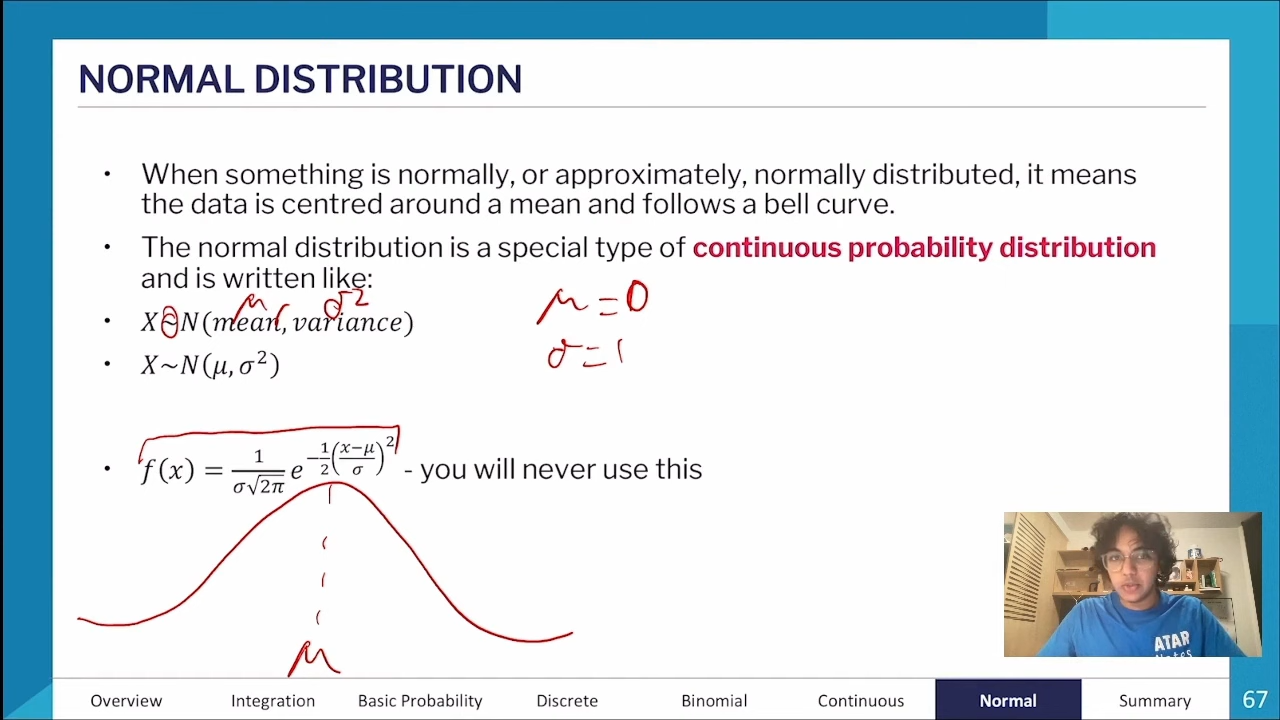 NORMAL DISTRIBUTION
• When something is normally, or approximately, normally distributed, it means
the data is centred around a mean and follows a bell curve.
• The normal distribution is a special type of continuous probability distribution
and is written like:
μ, σ²
• X~N(mean, variance)
μ = 0
σ = 1
• X~N(μ, σ²)
• f(x) = 1/(σ√2π) e^(-1/2((x-μ)/σ)²) - you will never use this
μ
ATAR
Notes
Overview Integration Basic Probability Discrete Binomial Continuous Normal Summary 67